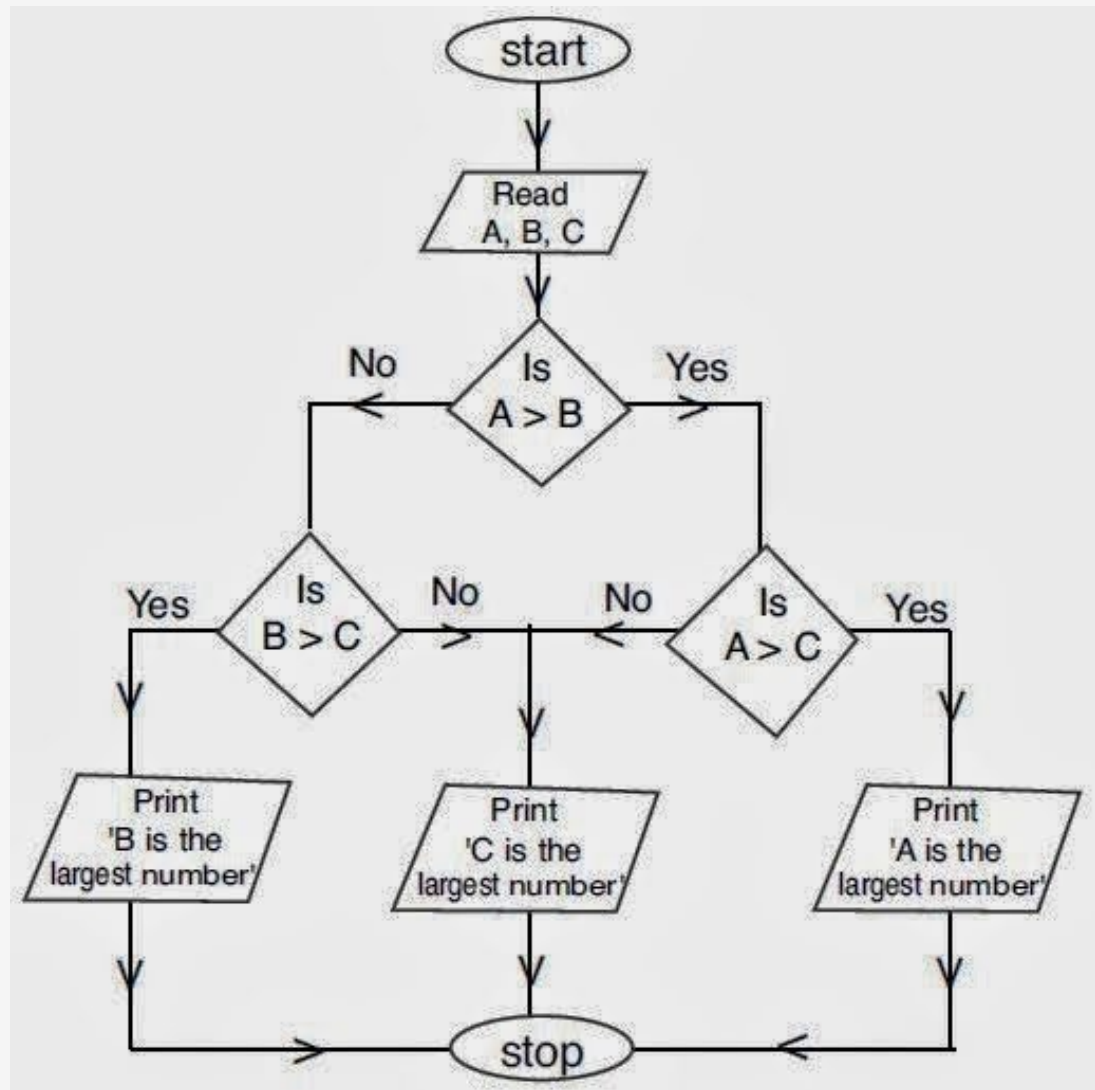 start
Read
A, B, C
Is
A > B
No
Yes
Is
B > C
Yes
No
Is
A > C
No
Yes
Print
'B is the
largest number'
Print
'C is the
largest number'
Print
'A is the
largest number'
stop